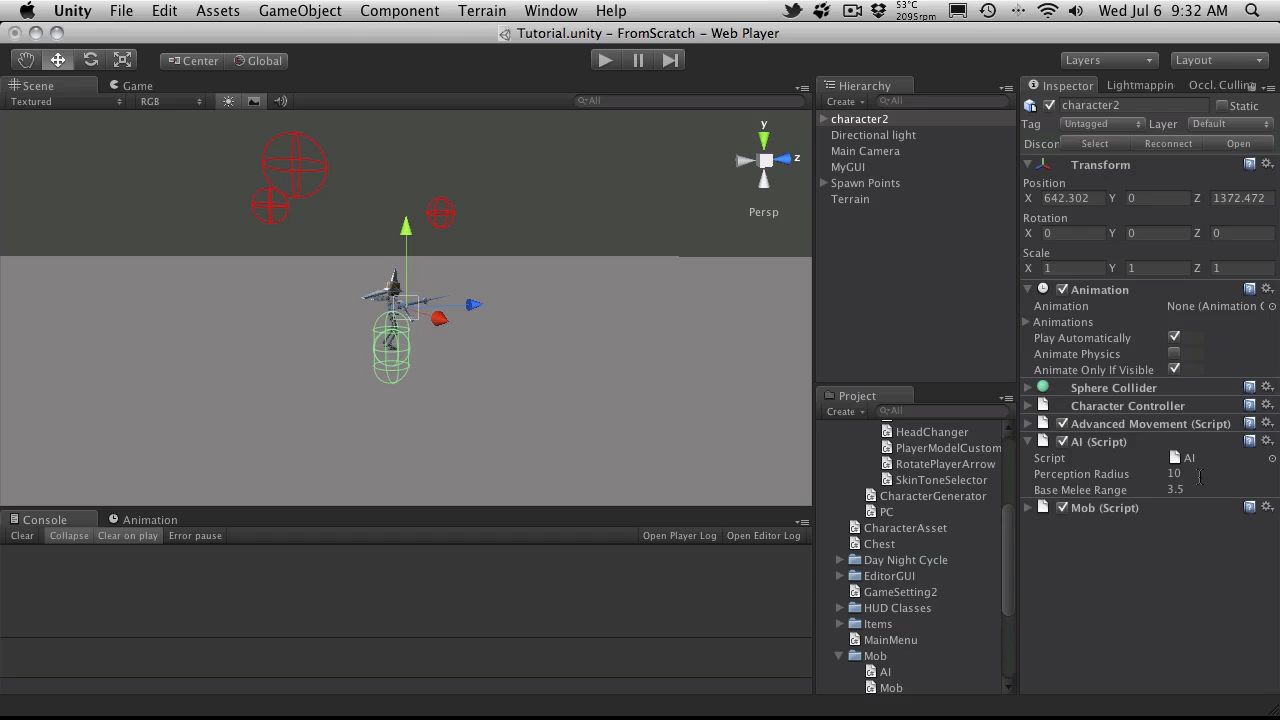 Unity File Edit Assets GameObject Component Terrain Window Help 53°C 2095rpm Wed Jul 6 9:32 AM
Tutorial.unity - FromScratch - Web Player
Center Global Layers Layout
Scene Game
Textured RGB All
y
z
Persp
Hierarchy
Create All
character2
Directional light
Main Camera
MyGUI
Spawn Points
Terrain
Project
Create All
HeadChanger
PlayerModelCustom
RotatePlayerArrow
SkinToneSelector
CharacterGenerator
PC
CharacterAsset
Chest
Day Night Cycle
EditorGUI
GameSetting2
HUD Classes
Items
MainMenu
Mob
AI
Mob
Inspector Lightmappin Occl. Cullin
character2 Static
Tag Untagged Layer Default
Discon Select Reconnect Open
Transform
Position
X 642.302 Y 0 Z 1372.472
Rotation
X 0 Y 0 Z 0
Scale
X 1 Y 1 Z 1
Animation
Animation None (Animation C
Animations
Play Automatically
Animate Physics
Animate Only If Visible
Sphere Collider
Character Controller
Advanced Movement (Script)
AI (Script)
Script AI
Perception Radius 10
Base Melee Range 3.5
Mob (Script)
Console Animation
Clear Collapse Clear on play Error pause Open Player Log Open Editor Log